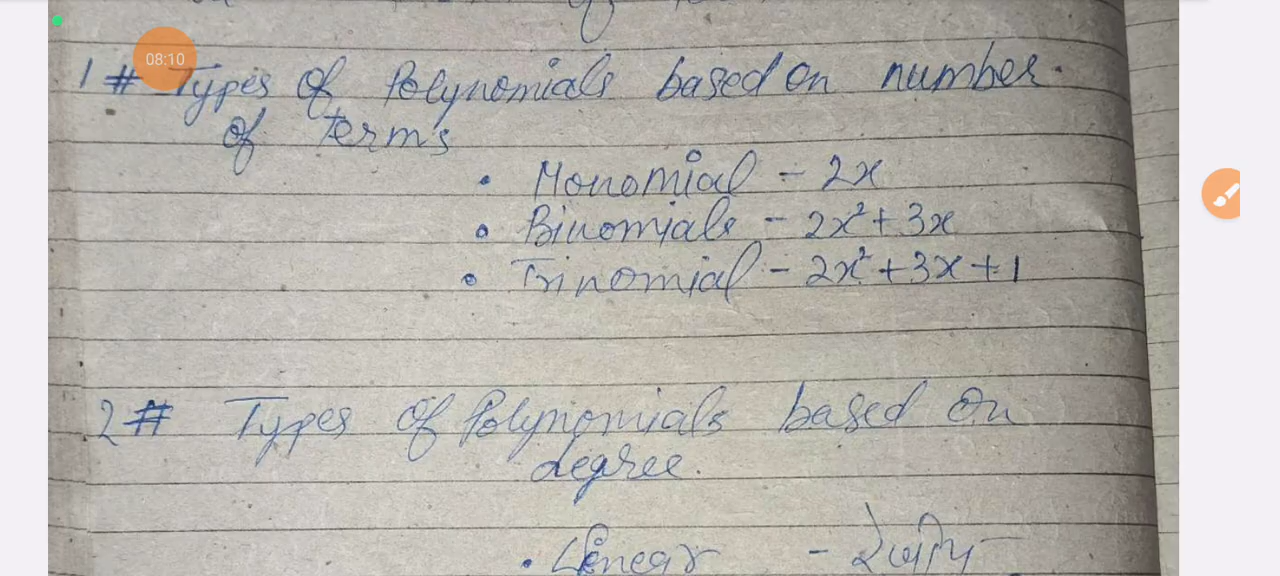 08:10
1 # Types of Polynomials based on number
of terms
• Monomial - 2x
• Binomials - 2x² + 3x
• Trinomial - 2x² + 3x + 1
2 # Types of Polynomials based on
degree.
• Linear -